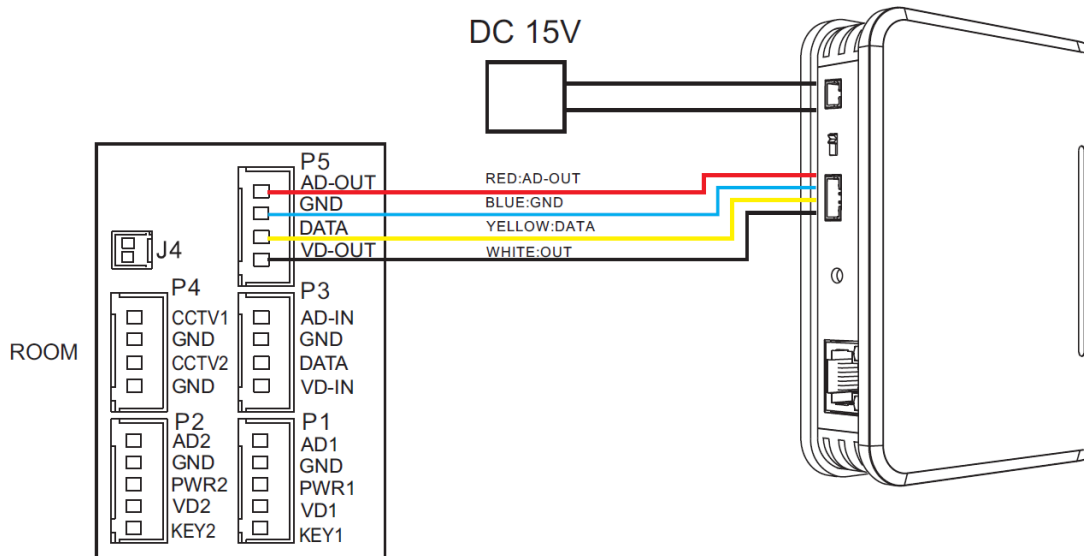 DC 15V
P5
AD-OUT
RED:AD-OUT
GND
BLUE:GND
DATA
YELLOW:DATA
VD-OUT
WHITE:OUT
J4
P4
CCTV1
GND
CCTV2
GND
P3
AD-IN
GND
DATA
VD-IN
ROOM
P2
AD2
GND
PWR2
VD2
KEY2
P1
AD1
GND
PWR1
VD1
KEY1